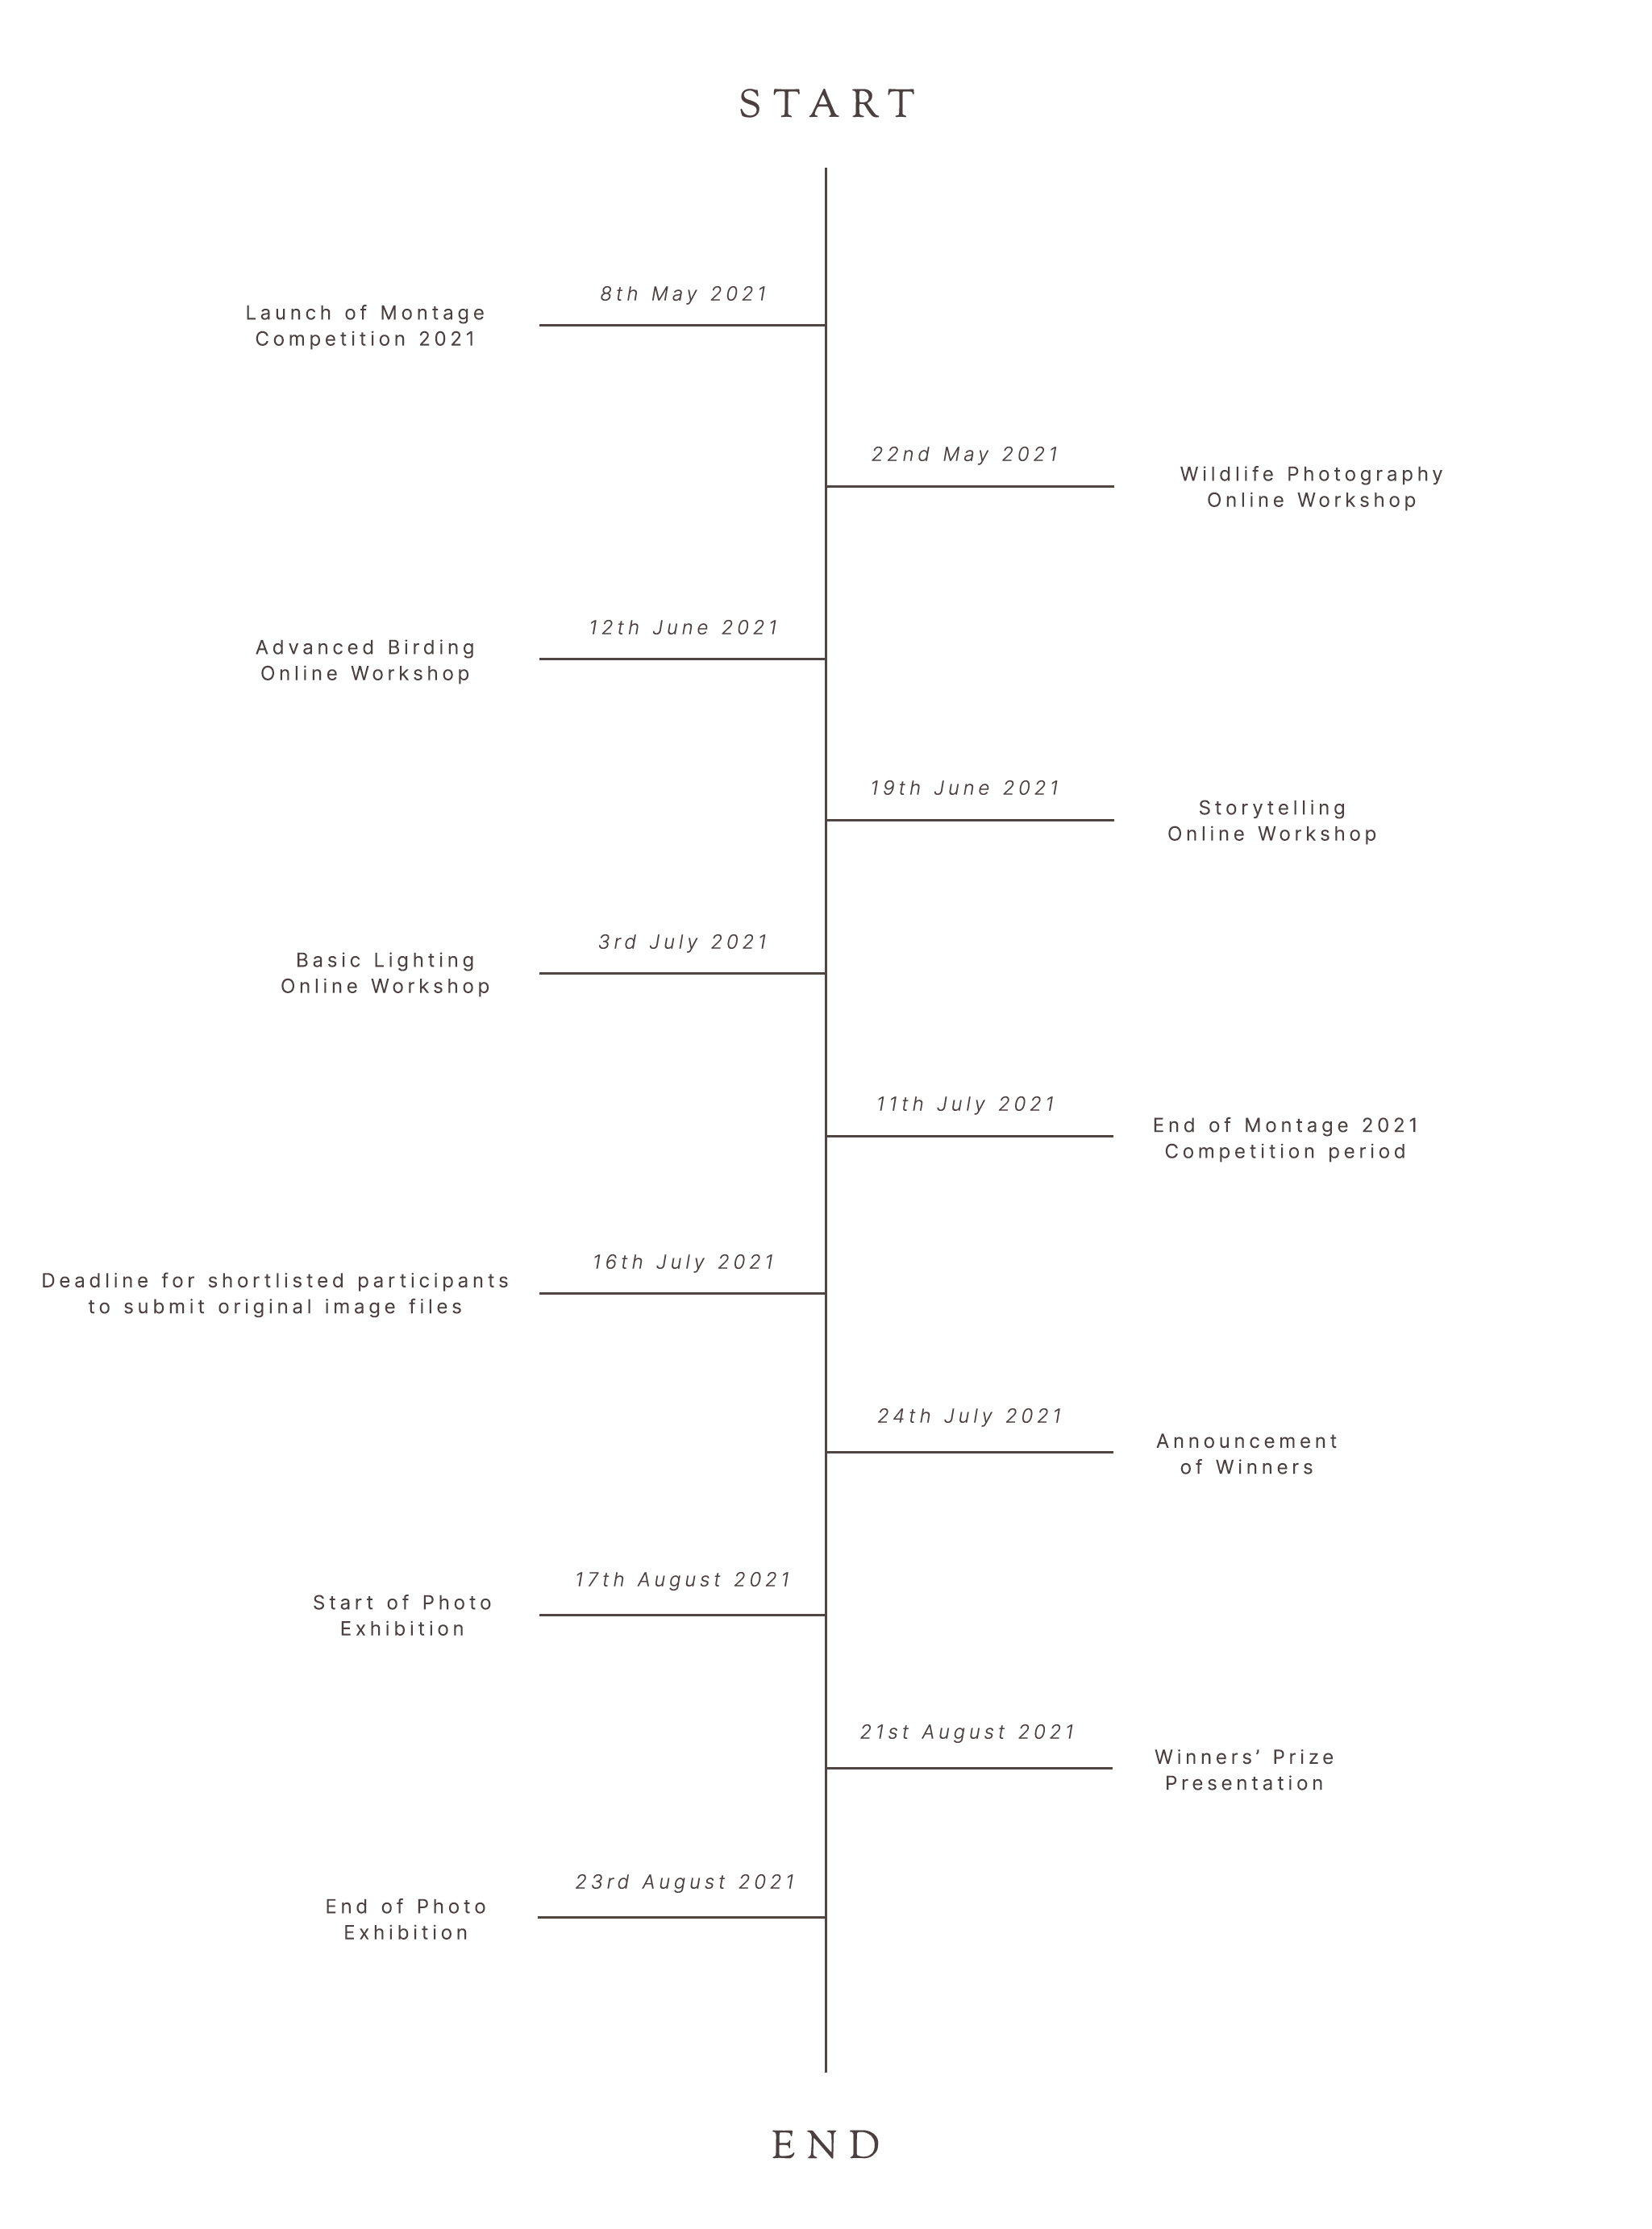 START
8th May 2021
Launch of Montage
Competition 2021
22nd May 2021
Wildlife Photography
Online Workshop
12th June 2021
Advanced Birding
Online Workshop
19th June 2021
Storytelling
Online Workshop
3rd July 2021
Basic Lighting
Online Workshop
11th July 2021
End of Montage 2021
Competition period
16th July 2021
Deadline for shortlisted participants
to submit original image files
24th July 2021
Announcement
of Winners
17th August 2021
Start of Photo
Exhibition
21st August 2021
Winners’ Prize
Presentation
23rd August 2021
End of Photo
Exhibition
END